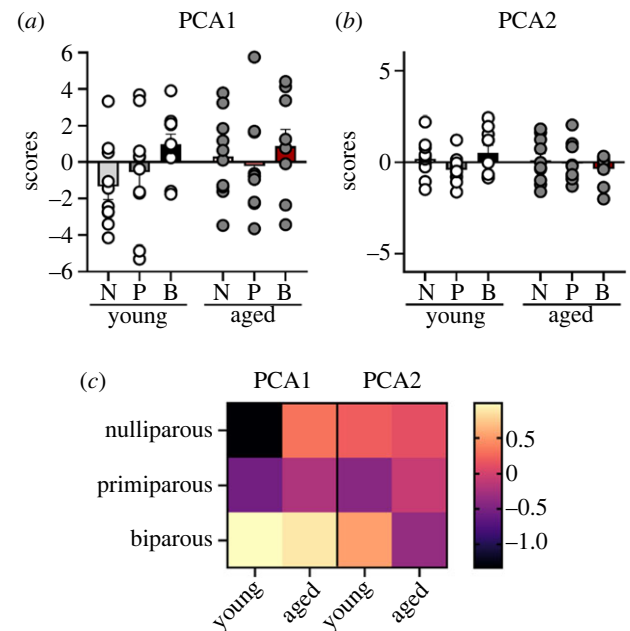 (a) PCA1
6
4
2
0
−2
−4
−6
scores
N P B N P B
young aged
(b) PCA2
5
0
−5
scores
N P B N P B
young aged
(c) PCA1 PCA2
nulliparous
primiparous
biparous
young aged young aged
0.5
0
−0.5
−1.0